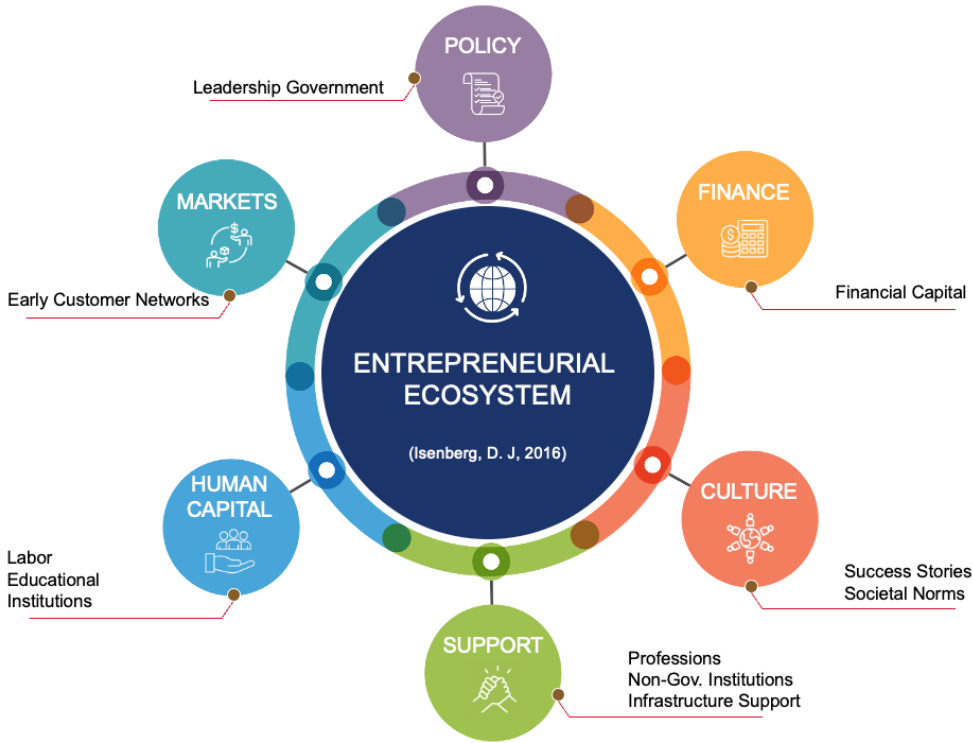 POLICY
Leadership Government
MARKETS
Early Customer Networks
FINANCE
Financial Capital
ENTREPRENEURIAL
ECOSYSTEM
(Isenberg, D. J, 2016)
HUMAN
CAPITAL
Labor
Educational
Institutions
CULTURE
Success Stories
Societal Norms
SUPPORT
Professions
Non-Gov. Institutions
Infrastructure Support